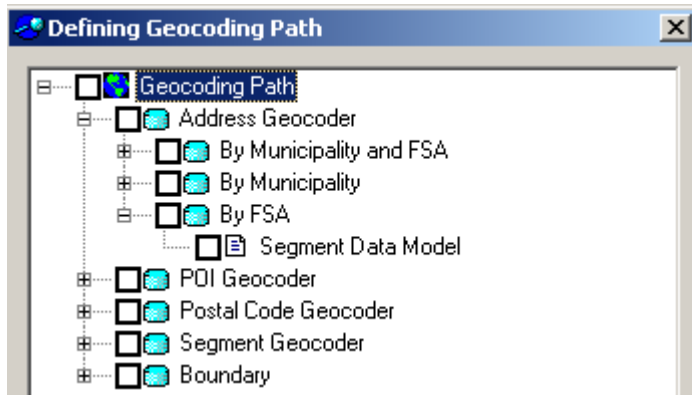 Defining Geocoding Path
Geocoding Path
Address Geocoder
By Municipality and FSA
By Municipality
By FSA
Segment Data Model
POI Geocoder
Postal Code Geocoder
Segment Geocoder
Boundary